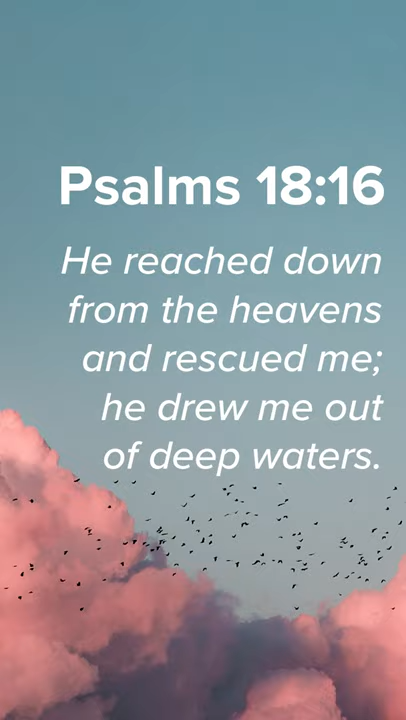 Psalms 18:16
He reached down
from the heavens
and rescued me;
he drew me out
of deep waters.